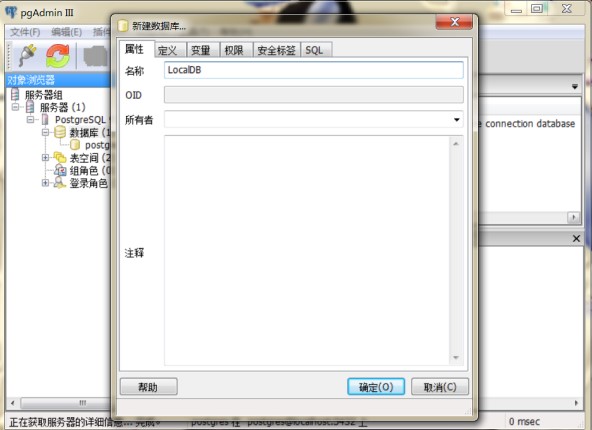 pgAdmin III
文件(F) 编辑(E) 插件
对象浏览器
服务器组
服务器 (1)
PostgreSQL
数据库 (1
postg
表空间 (2
组角色 (0
登录角色
新建数据库...
属性 定义 变量 权限 安全标签 SQL
名称 LocalDB
OID
所有者
注释
帮助 确定(O) 取消(C)
e connection database
正在获取服务器的详细信息... 完成。 postgres 在 postgres@localhost:5432 上
0 msec